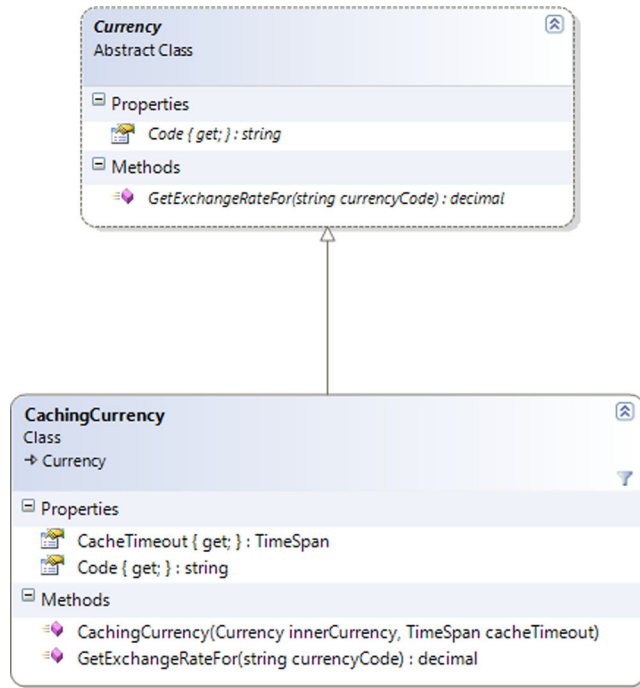 Currency
Abstract Class
Properties
Code { get; } : string
Methods
GetExchangeRateFor(string currencyCode) : decimal
CachingCurrency
Class
Currency
Properties
CacheTimeout { get; } : TimeSpan
Code { get; } : string
Methods
CachingCurrency(Currency innerCurrency, TimeSpan cacheTimeout)
GetExchangeRateFor(string currencyCode) : decimal